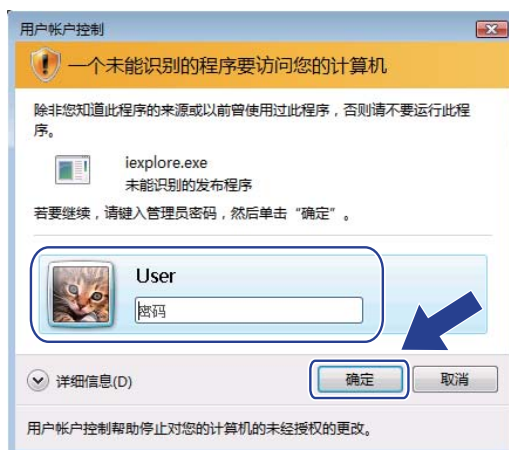 用户帐户控制
一个未能识别的程序要访问您的计算机
除非您知道此程序的来源或以前曾使用过此程序，否则请不要运行此程
序。
iexplore.exe
未能识别的发布程序
若要继续，请键入管理员密码，然后单击“确定”。
User
密码
详细信息(D)
确定
取消
用户帐户控制帮助停止对您的计算机的未经授权的更改。